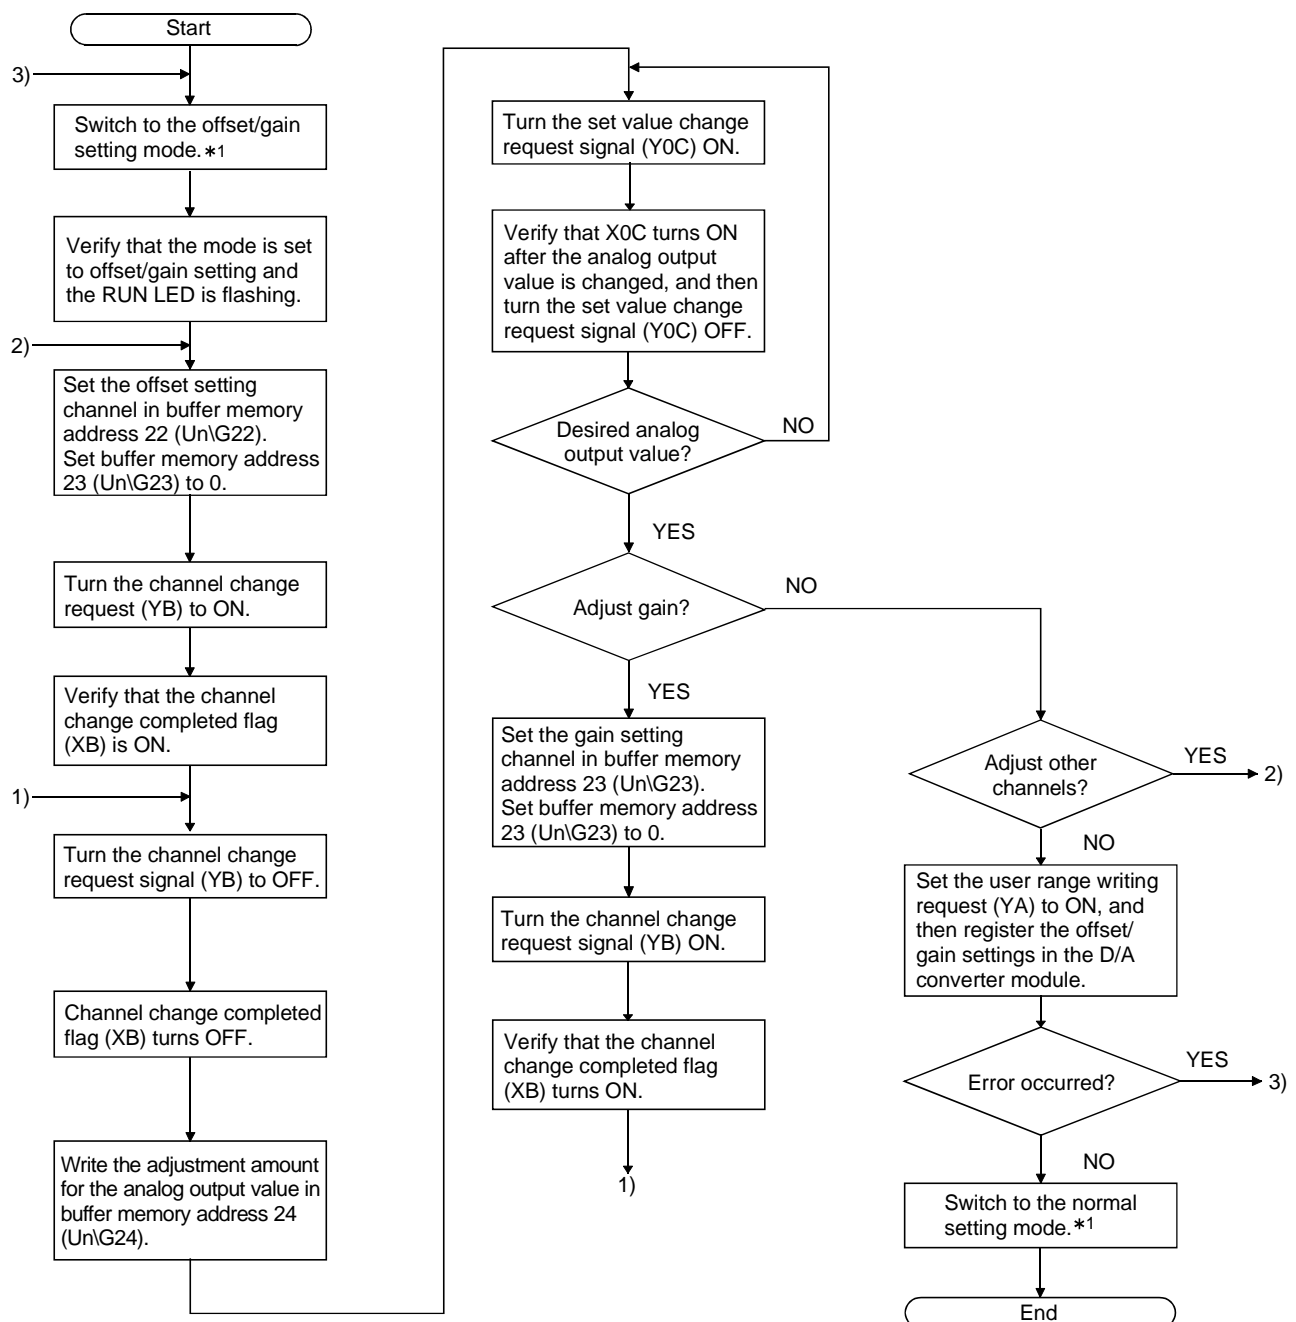 Start
3)
Switch to the offset/gain
setting mode.*1
Verify that the mode is set
to offset/gain setting and
the RUN LED is flashing.
2)
Set the offset setting
channel in buffer memory
address 22 (Un\G22).
Set buffer memory address
23 (Un\G23) to 0.
Turn the channel change
request (YB) to ON.
Verify that the channel
change completed flag
(XB) is ON.
1)
Turn the channel change
request signal (YB) to OFF.
Channel change completed
flag (XB) turns OFF.
Write the adjustment amount
for the analog output value in
buffer memory address 24
(Un\G24).
Turn the set value change
request signal (Y0C) ON.
Verify that X0C turns ON
after the analog output
value is changed, and then
turn the set value change
request signal (Y0C) OFF.
Desired analog
output value?
NO
YES
Adjust gain?
NO
YES
Set the gain setting
channel in buffer memory
address 23 (Un\G23).
Set buffer memory address
23 (Un\G23) to 0.
Turn the channel change
request signal (YB) ON.
Verify that the channel
change completed flag
(XB) turns ON.
1)
Adjust other
channels?
YES
2)
NO
Set the user range writing
request (YA) to ON, and
then register the offset/
gain settings in the D/A
converter module.
Error occurred?
YES
3)
NO
Switch to the normal
setting mode.*1
End